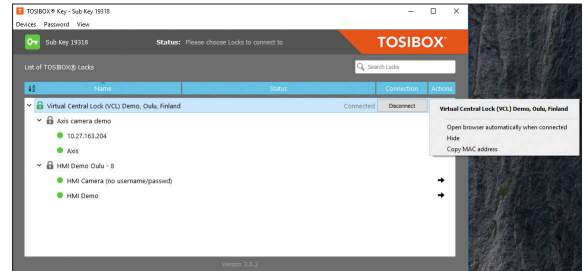 TOSIBOX® Key - Sub Key 19318
Devices Password View
Sub Key 19318 Status: Please choose Locks to connect to TOSIBOX®
List of TOSIBOX(R) Locks Search Locks
Name Status Connection Actions
Virtual Central Lock (VCL) Demo, Oulu, Finland Connected Disconnect
Axis camera demo
10.27.163.204
Axis
HMI Demo Oulu - 8
HMI Camera (no username/passwd)
HMI Demo
Version 3.0.2
Virtual Central Lock (VCL) Demo, Oulu, Finland
Open browser automatically when connected
Hide
Copy MAC address